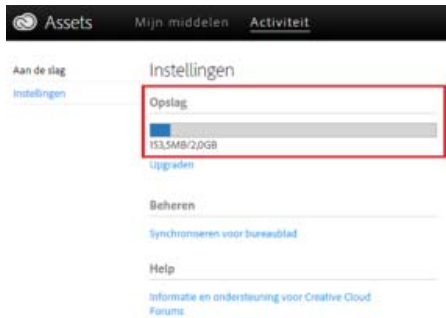 Assets Mijn middelen Activiteit
Aan de slag
Instellingen
Instellingen
Opslag
153,5MB/2,0GB
Upgraden
Beheren
Synchroniseren voor bureaublad
Help
Informatie en ondersteuning voor Creative Cloud
Forums